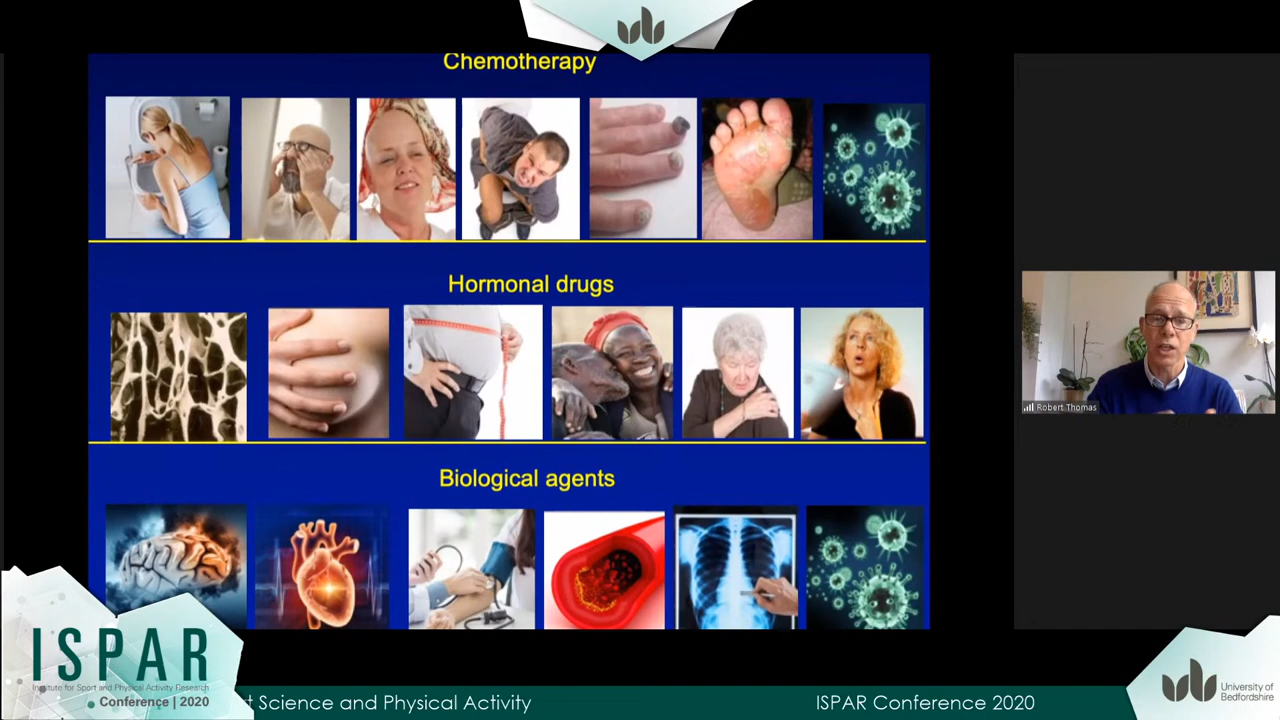 Chemotherapy
Hormonal drugs
Biological agents
Robert Thomas
ISPAR
Institute for Sport and Physical Activity Research
Conference | 2020
t Science and Physical Activity
ISPAR Conference 2020
University of
Bedfordshire